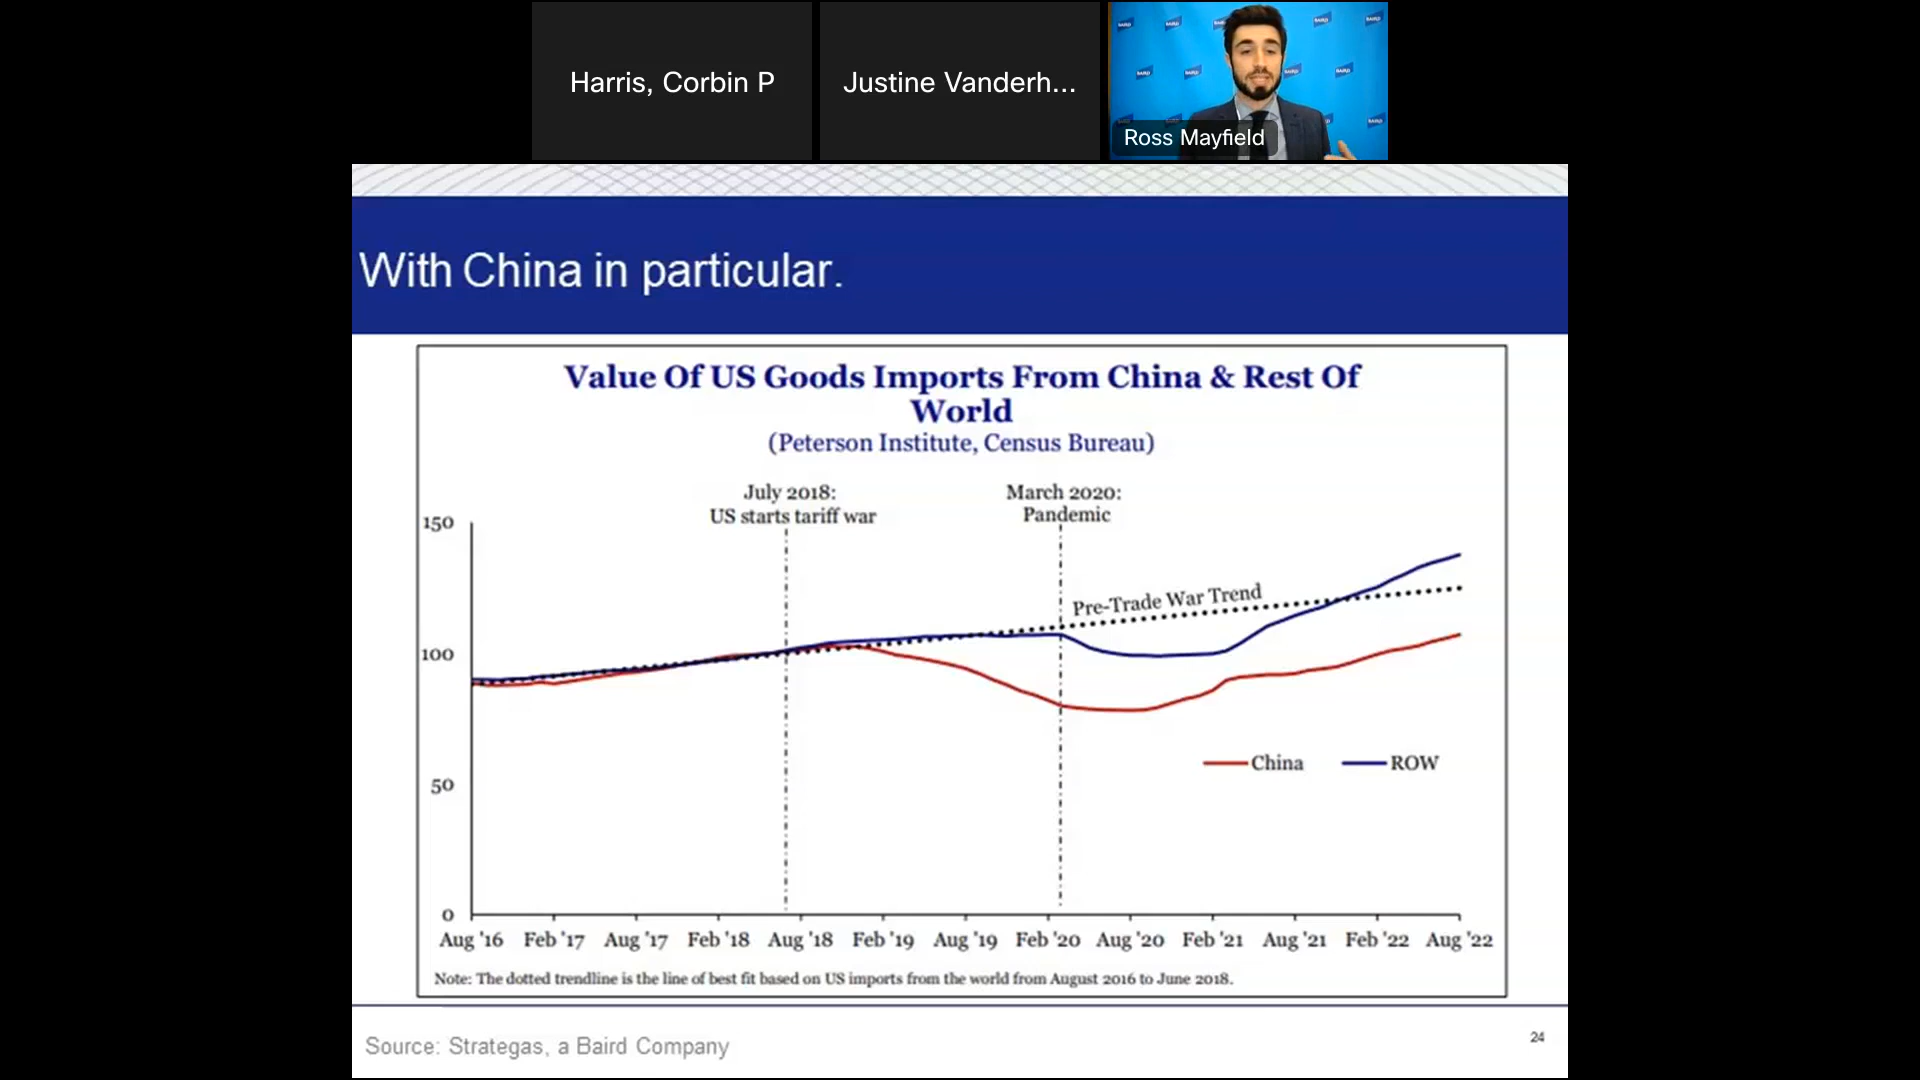 Harris, Corbin P
Justine Vanderh...
BAIRD
Ross Mayfield
With China in particular.
Value Of US Goods Imports From China & Rest Of
World
(Peterson Institute, Census Bureau)
July 2018:
US starts tariff war
March 2020:
Pandemic
150
100
50
0
Pre-Trade War Trend
China
ROW
Aug '16 Feb '17 Aug '17 Feb '18 Aug '18 Feb '19 Aug '19 Feb '20 Aug '20 Feb '21 Aug '21 Feb '22 Aug '22
Note: The dotted trendline is the line of best fit based on US imports from the world from August 2016 to June 2018.
Source: Strategas, a Baird Company
24